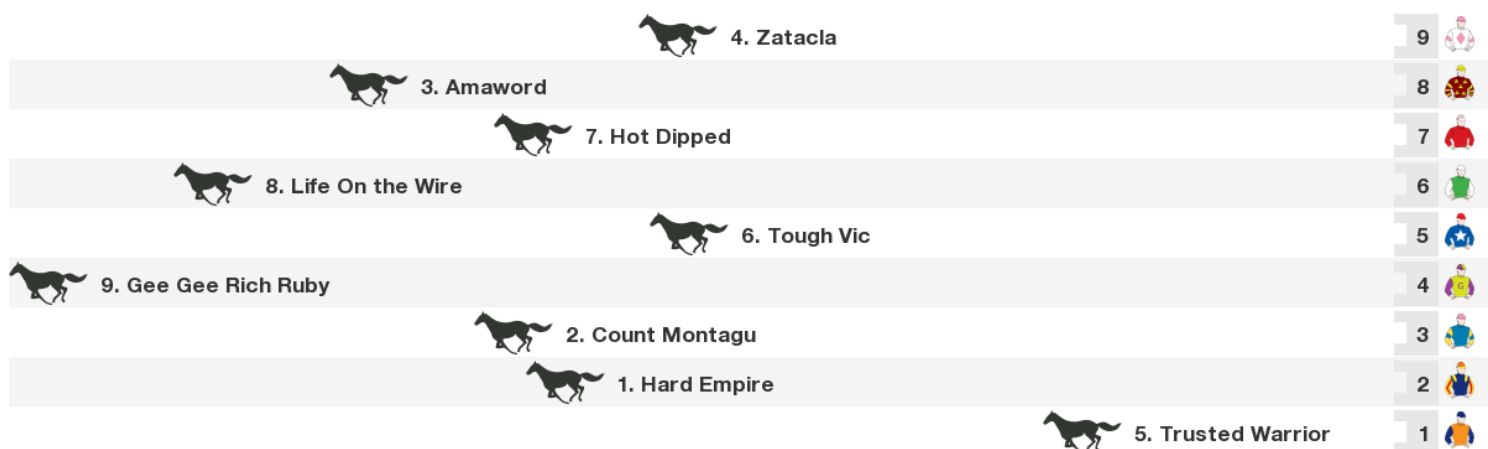 4. Zatacla 9
3. Amaword 8
7. Hot Dipped 7
8. Life On the Wire 6
6. Tough Vic 5
9. Gee Gee Rich Ruby 4 G
2. Count Montagu 3
1. Hard Empire 2
5. Trusted Warrior 1